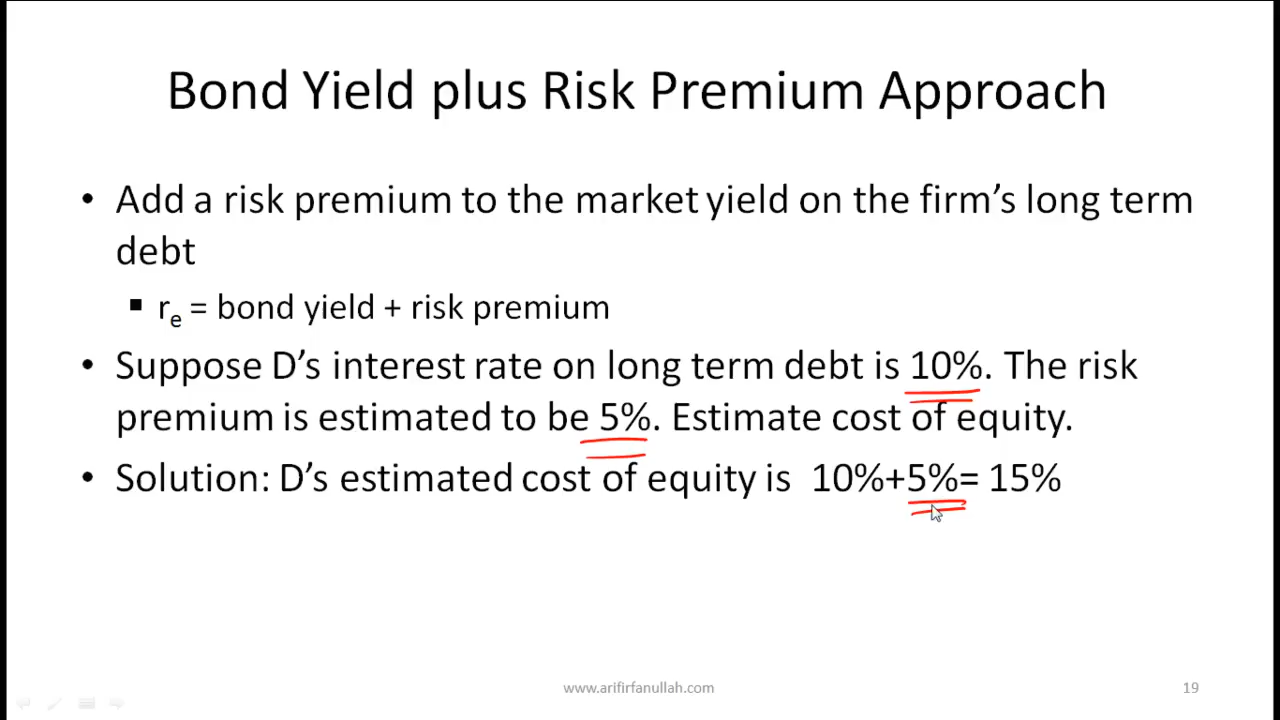 Bond Yield plus Risk Premium Approach
• Add a risk premium to the market yield on the firm’s long term
debt
▪ re = bond yield + risk premium
• Suppose D’s interest rate on long term debt is 10%. The risk
premium is estimated to be 5%. Estimate cost of equity.
• Solution: D’s estimated cost of equity is 10%+5%= 15%
www.arifirfanullah.com
19